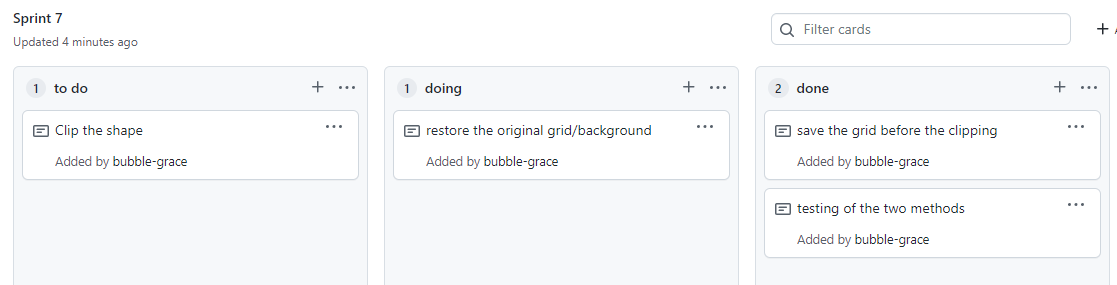 Sprint 7
Updated 4 minutes ago
Filter cards
1 to do
Clip the shape
Added by bubble-grace
1 doing
restore the original grid/background
Added by bubble-grace
2 done
save the grid before the clipping
Added by bubble-grace
testing of the two methods
Added by bubble-grace